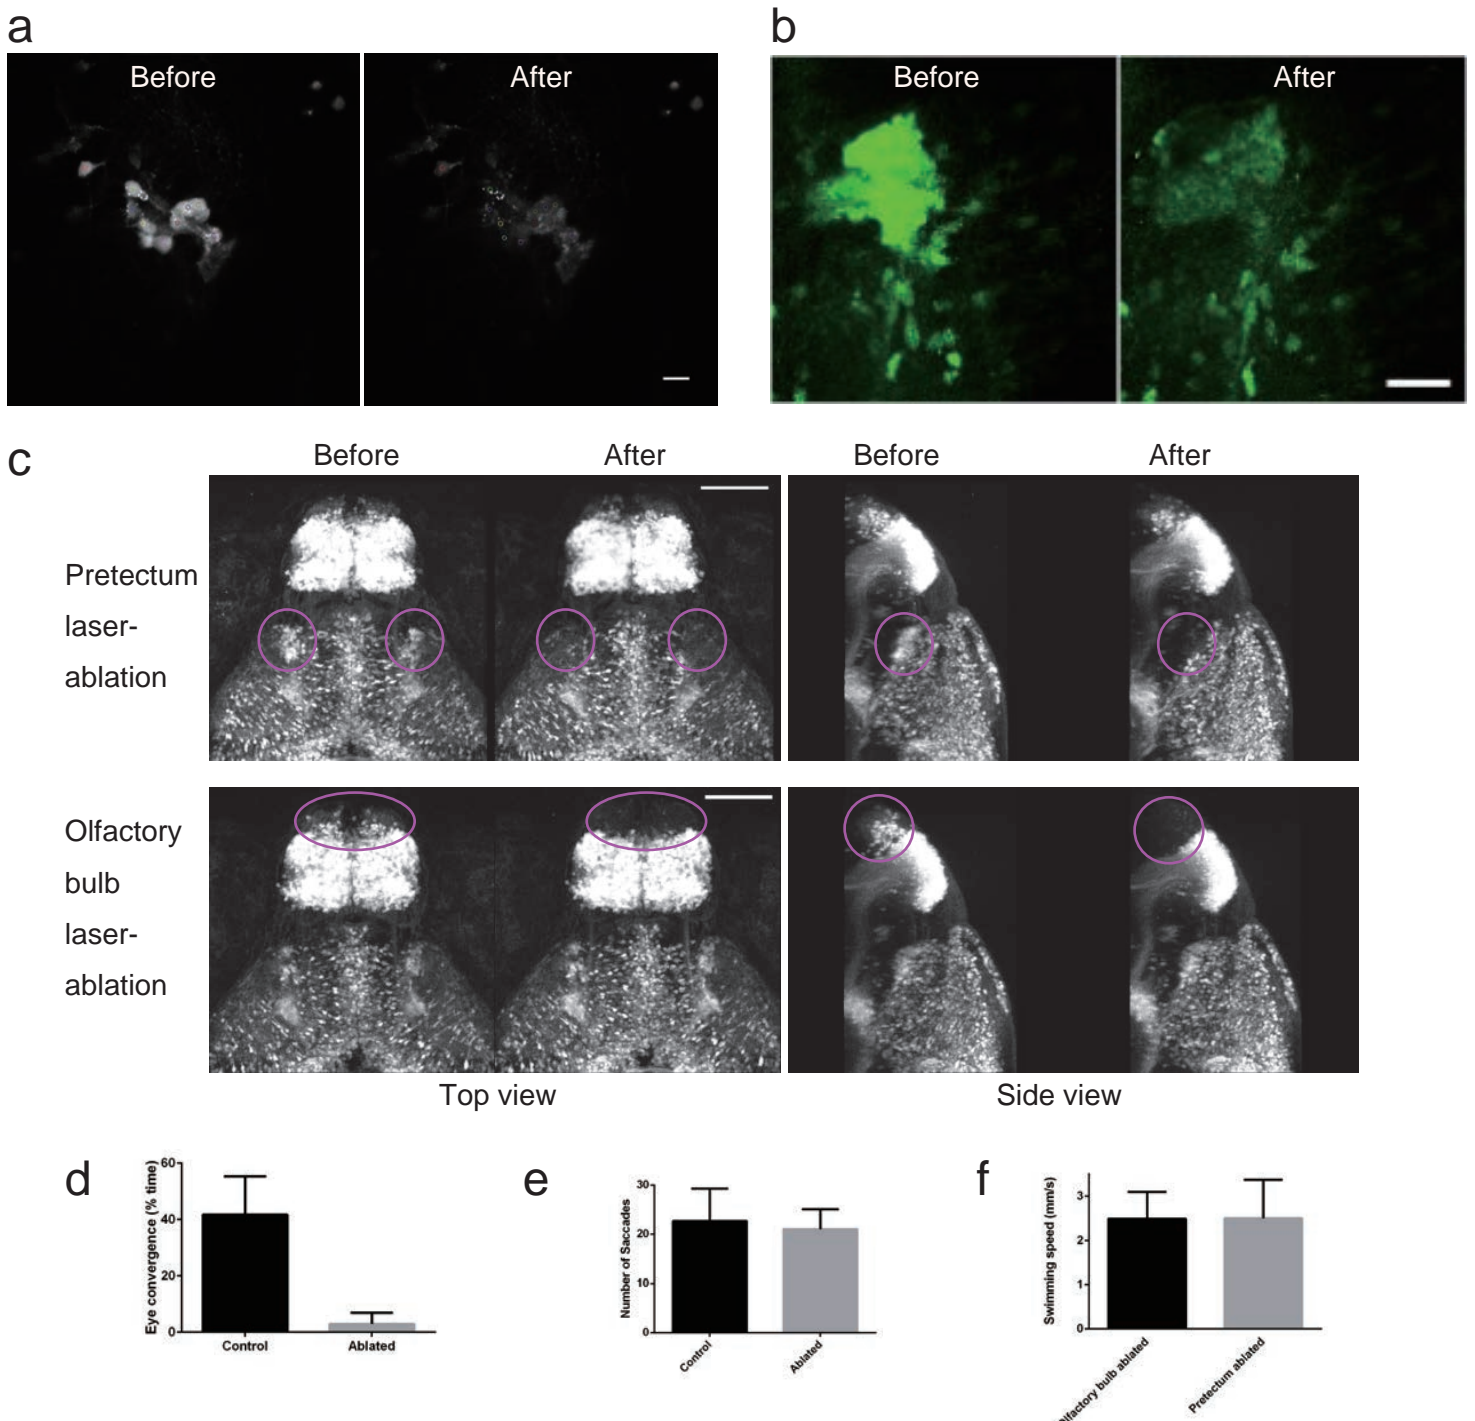 a
Before
After
b
Before
After
c
Before
After
Before
After
Pretectum
laser-
ablation
Olfactory
bulb
laser-
ablation
Top view
Side view
d
Eye convergence (% time)
60
40
20
0
Control
Ablated
e
Number of Saccades
30
20
10
0
Control
Ablated
f
Swimming speed (mm/s)
3
2
1
0
lfactory bulb ablated
Pretectum ablated